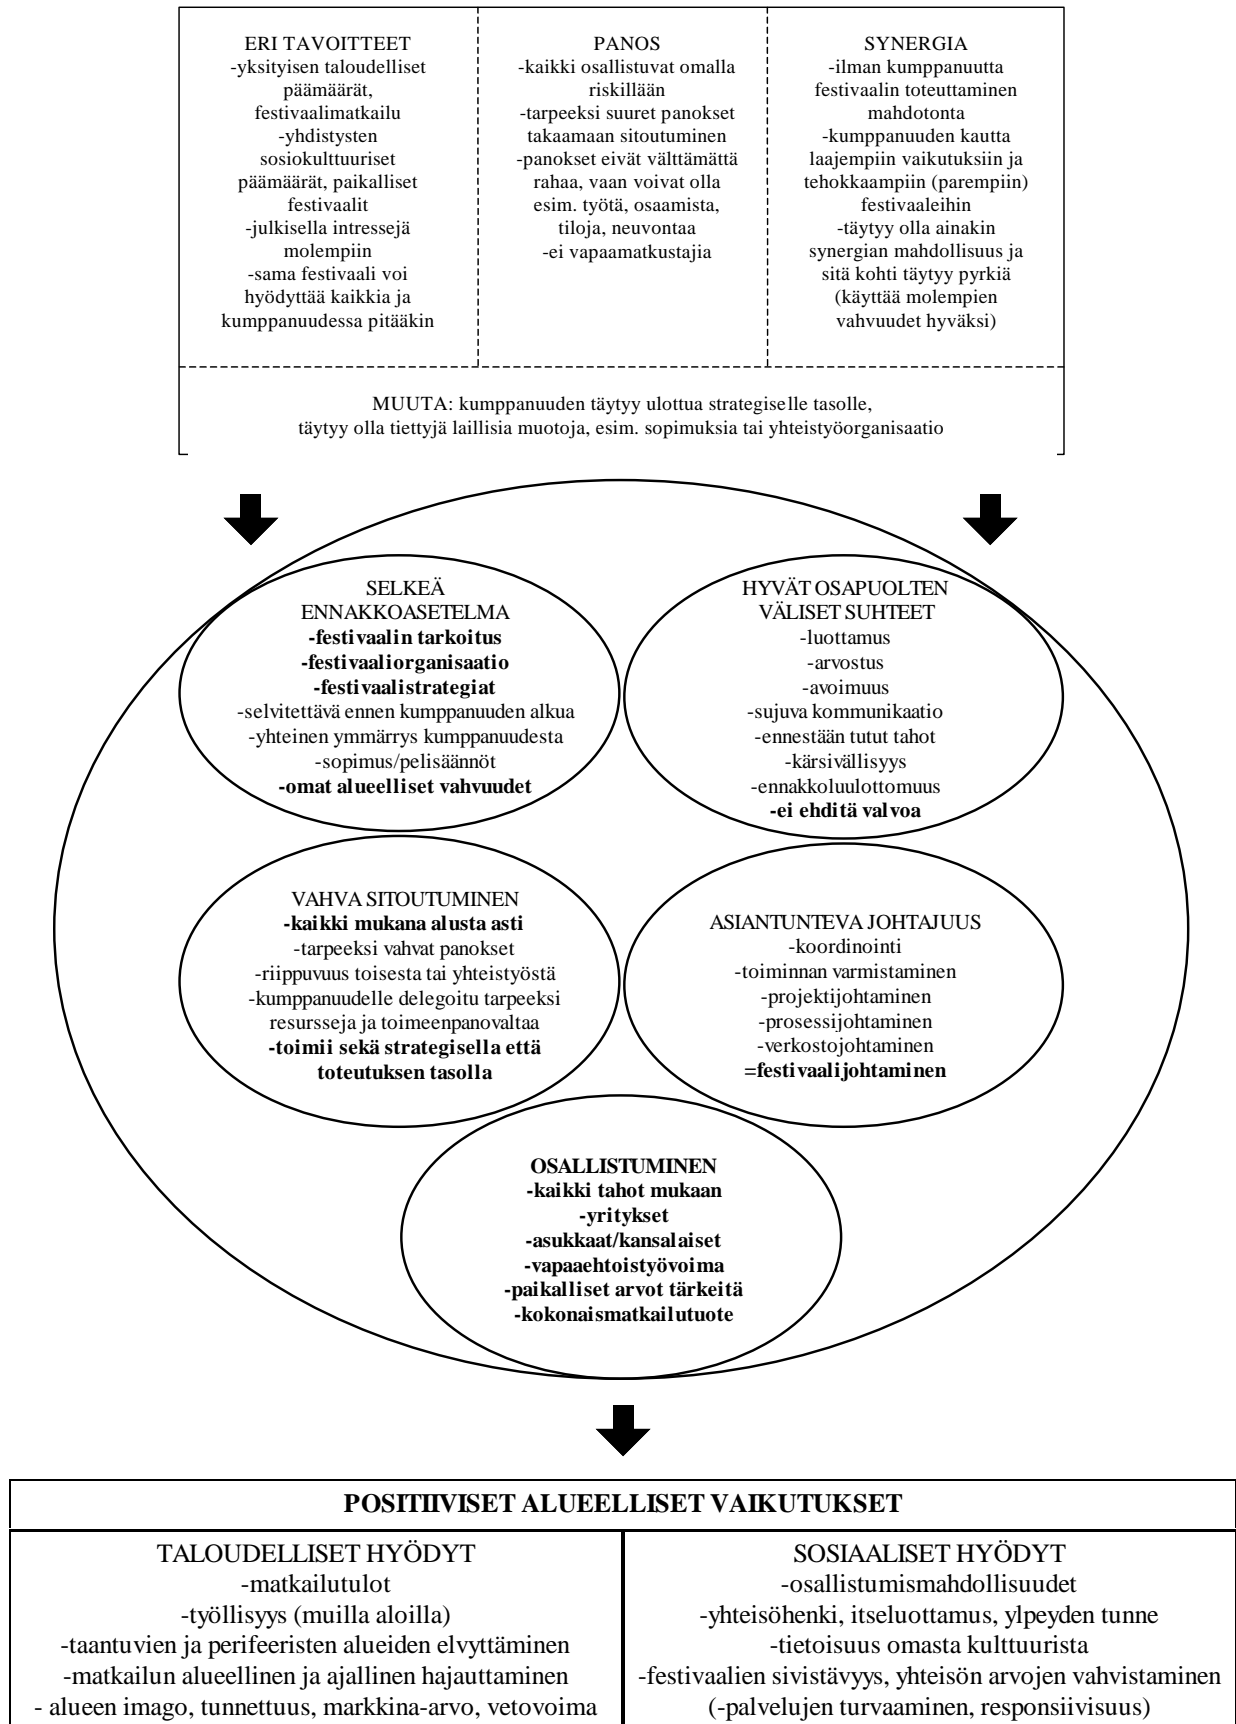 ERI TAVOITTEET
-yksityisen taloudelliset
päämäärät,
festivaalimatkailu
-yhdistysten
sosiokulttuuriset
päämäärät, paikalliset
festivaalit
-julkisella intressejä
molempiin
-sama festivaali voi
hyödyttää kaikkia ja
kumppanuudessa pitääkin
PANOS
-kaikki osallistuvat omalla
riskillään
-tarpeeksi suuret panokset
takaamaan sitoutuminen
-panokset eivät välttämättä
rahaa, vaan voivat olla
esim. työtä, osaamista,
tiloja, neuvontaa
-ei vapaamatkustajia
SYNERGIA
-ilman kumppanuutta
festivaalin toteuttaminen
mahdotonta
-kumppanuuden kautta
laajempiin vaikutuksiin ja
tehokkaampiin (parempiin)
festivaaleihin
-täytyy olla ainakin
synergian mahdollisuus ja
sitä kohti täytyy pyrkiä
(käyttää molempien
vahvuudet hyväksi)
MUUTA: kumppanuuden täytyy ulottua strategiselle tasolle,
täytyy olla tiettyjä laillisia muotoja, esim. sopimuksia tai yhteistyöorganisaatio
SELKEÄ
ENNAKKOASETELMA
-festivaalin tarkoitus
-festivaaliorganisaatio
-festivaalistrategiat
-selvitettävä ennen kumppanuuden alkua
-yhteinen ymmärrys kumppanuudesta
-sopimus/pelisäännöt
-omat alueelliset vahvuudet
HYVÄT OSAPUOLTEN
VÄLISET SUHTEET
-luottamus
-arvostus
-avoimuus
-sujuva kommunikaatio
-ennestään tutut tahot
-kärsivällisyys
-ennakkoluulottomuus
-ei ehditä valvoa
VAHVA SITOUTUMINEN
-kaikki mukana alusta asti
-tarpeeksi vahvat panokset
-riippuvuus toisesta tai yhteistyöstä
-kumppanuudelle delegoitu tarpeeksi
resursseja ja toimeenpanovaltaa
-toimii sekä strategisella että
toteutuksen tasolla
ASIANTUNTEVA JOHTAJUUS
-koordinointi
-toiminnan varmistaminen
-projektijohtaminen
-prosessijohtaminen
-verkostojohtaminen
=festivaalijohtaminen
OSALLISTUMINEN
-kaikki tahot mukaan
-yritykset
-asukkaat/kansalaiset
-vapaaehtoistyövoima
-paikalliset arvot tärkeitä
-kokonaismatkailutuote
POSITIIVISET ALUEELLISET VAIKUTUKSET
TALOUDELLISET HYÖDYT
-matkailutulot
-työllisyys (muilla aloilla)
-taantuvien ja perifeeristen alueiden elvyttäminen
-matkailun alueellinen ja ajallinen hajauttaminen
- alueen imago, tunnettuus, markkina-arvo, vetovoima
SOSIAALISET HYÖDYT
-osallistumismahdollisuudet
-yhteisöhenki, itseluottamus, ylpeyden tunne
-tietoisuus omasta kulttuurista
-festivaalien sivistävyys, yhteisön arvojen vahvistaminen
(-palvelujen turvaaminen, responsiivisuus)